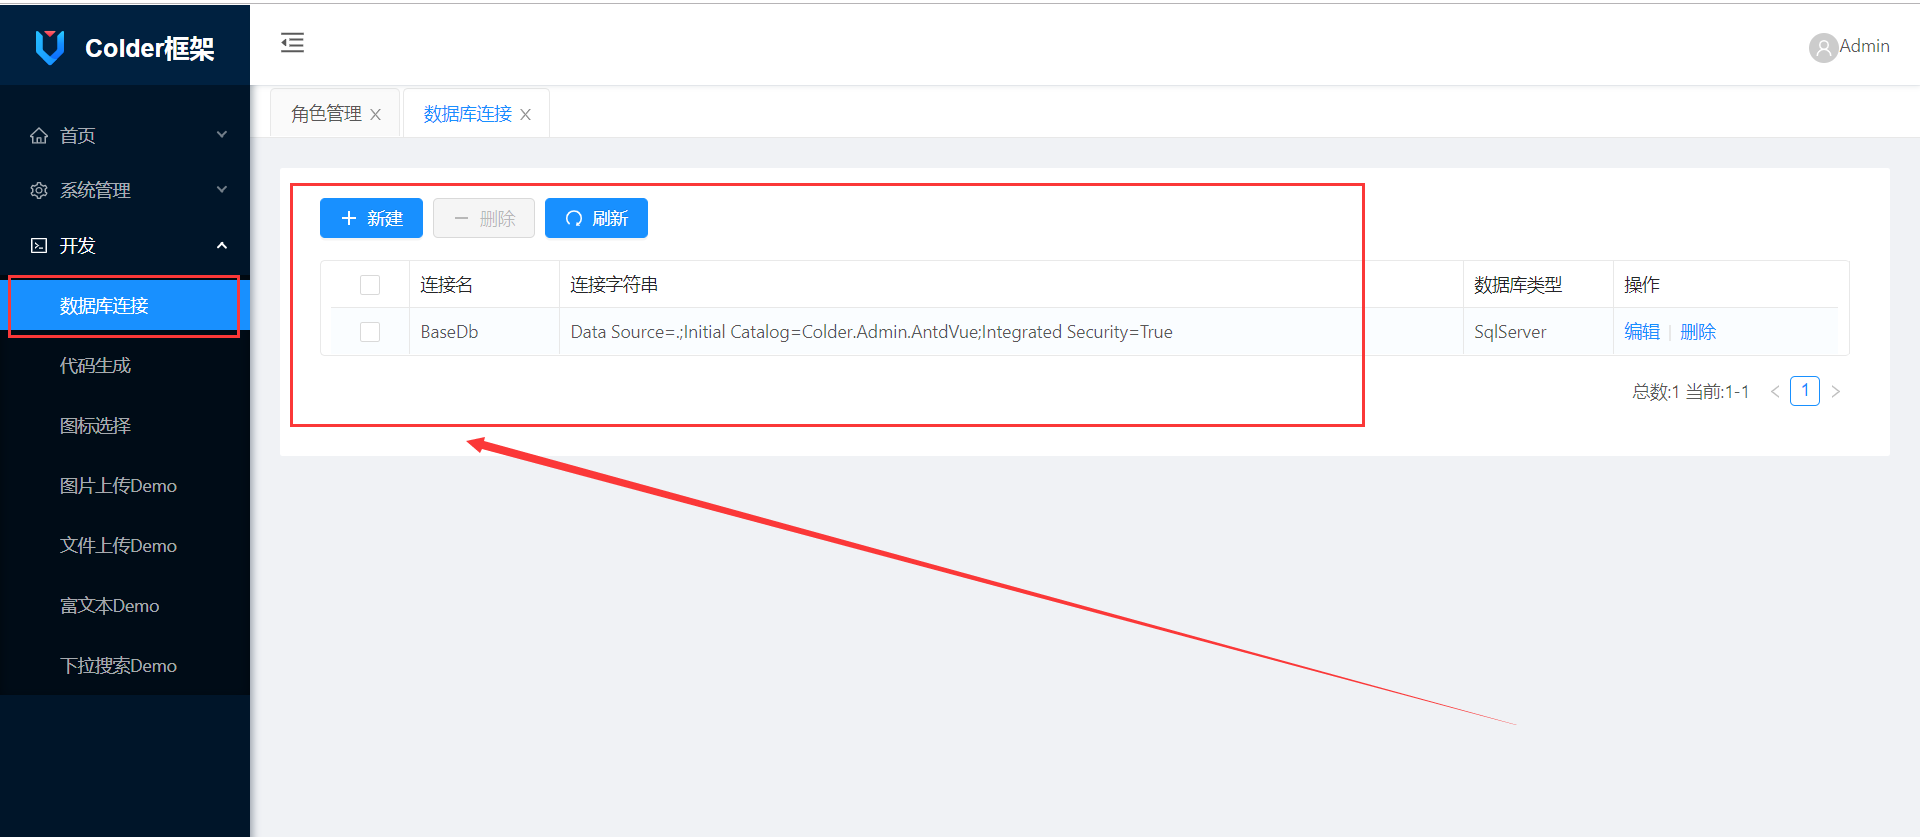 Colder框架
Admin
角色管理 数据库连接
首页
系统管理
开发
数据库连接
代码生成
图标选择
图片上传Demo
文件上传Demo
富文本Demo
下拉搜索Demo
新建 删除 刷新
连接名 连接字符串 数据库类型 操作
BaseDb Data Source=.;Initial Catalog=Colder.Admin.AntdVue;Integrated Security=True SqlServer 编辑 删除
总数:1 当前:1-1 < 1 >